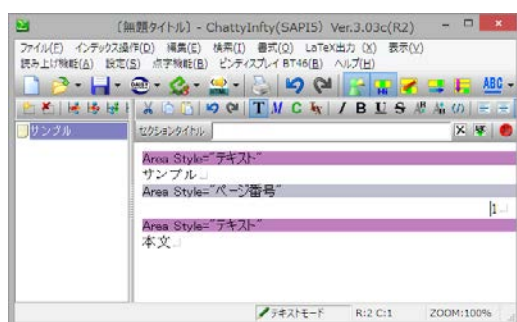 [無題タイトル] - ChattyInfty(SAPI5) Ver.3.03c(R2)
ファイル(F) インデックス操作(D) 編集(E) 検索(I) 書式(O) LaTeX出力 (X) 表示(V)
読み上げ機能(A) 設定(S) 点字機能(B) ピンディスプレイ BT46(B) ヘルプ(H)
DAISY ABC
T M C / B U S
サンプル
セクションタイトル
Area Style="テキスト"
サンプル
Area Style="ページ番号"
1
Area Style="テキスト"
本文
テキストモード R:2 C:1 ZOOM:100%